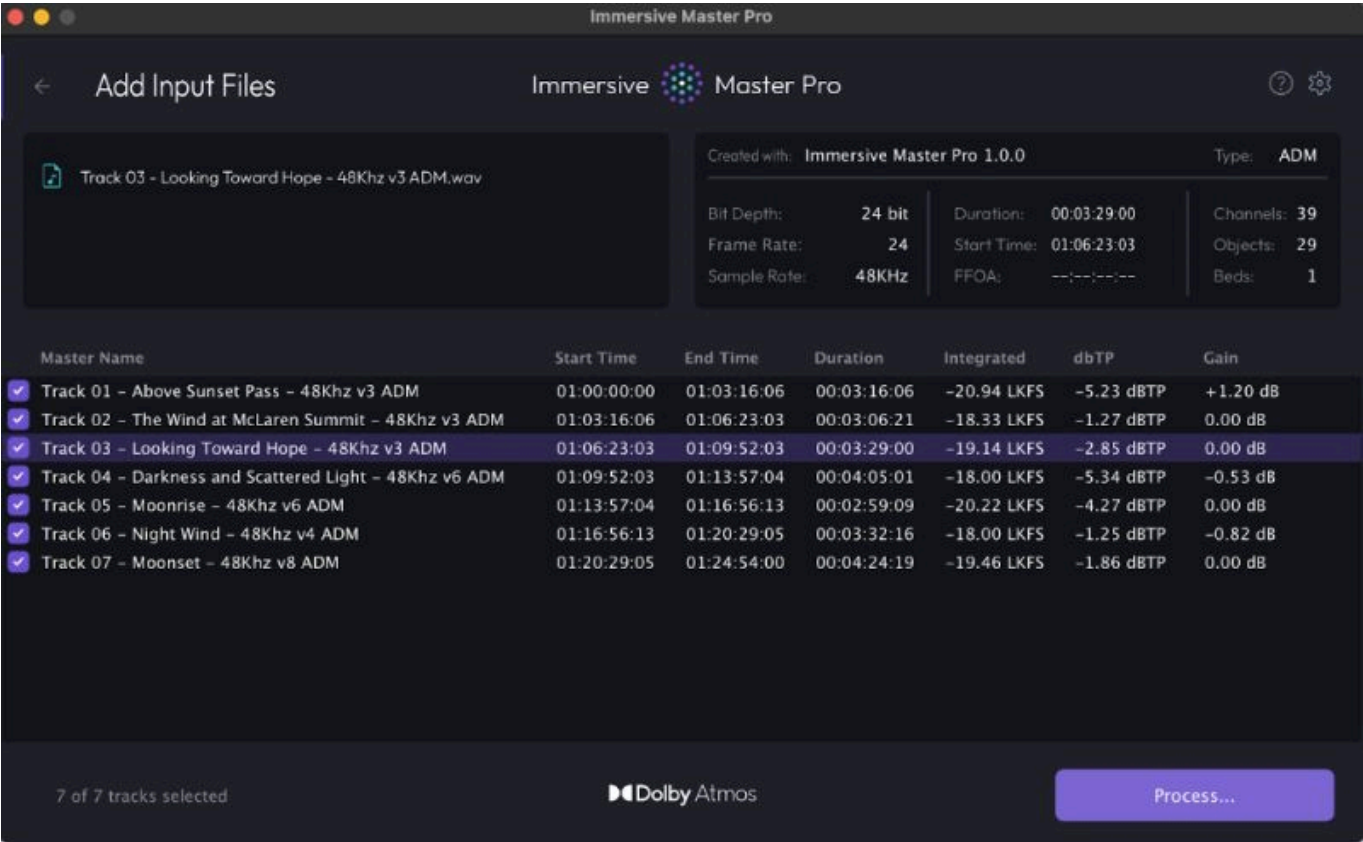 Immersive Master Pro
Add Input Files
Immersive Master Pro
Track 03 - Looking Toward Hope - 48Khz v3 ADM.wav
Created with: Immersive Master Pro 1.0.0 Type: ADM
Bit Depth: 24 bit Duration: 00:03:29:00 Channels: 39
Frame Rate: 24 Start Time: 01:06:23:03 Objects: 29
Sample Rate: 48KHz FFOA: --:--:--:-- Beds: 1
Master Name Start Time End Time Duration Integrated dbTP Gain
Track 01 - Above Sunset Pass - 48Khz v3 ADM 01:00:00:00 01:03:16:06 00:03:16:06 -20.94 LKFS -5.23 dBTP +1.20 dB
Track 02 - The Wind at McLaren Summit - 48Khz v3 ADM 01:03:16:06 01:06:23:03 00:03:06:21 -18.33 LKFS -1.27 dBTP 0.00 dB
Track 03 - Looking Toward Hope - 48Khz v3 ADM 01:06:23:03 01:09:52:03 00:03:29:00 -19.14 LKFS -2.85 dBTP 0.00 dB
Track 04 - Darkness and Scattered Light - 48Khz v6 ADM 01:09:52:03 01:13:57:04 00:04:05:01 -18.00 LKFS -5.34 dBTP -0.53 dB
Track 05 - Moonrise - 48Khz v6 ADM 01:13:57:04 01:16:56:13 00:02:59:09 -20.22 LKFS -4.27 dBTP 0.00 dB
Track 06 - Night Wind - 48Khz v4 ADM 01:16:56:13 01:20:29:05 00:03:32:16 -18.00 LKFS -1.25 dBTP -0.82 dB
Track 07 - Moonset - 48Khz v8 ADM 01:20:29:05 01:24:54:00 00:04:24:19 -19.46 LKFS -1.86 dBTP 0.00 dB
7 of 7 tracks selected
Dolby Atmos
Process...